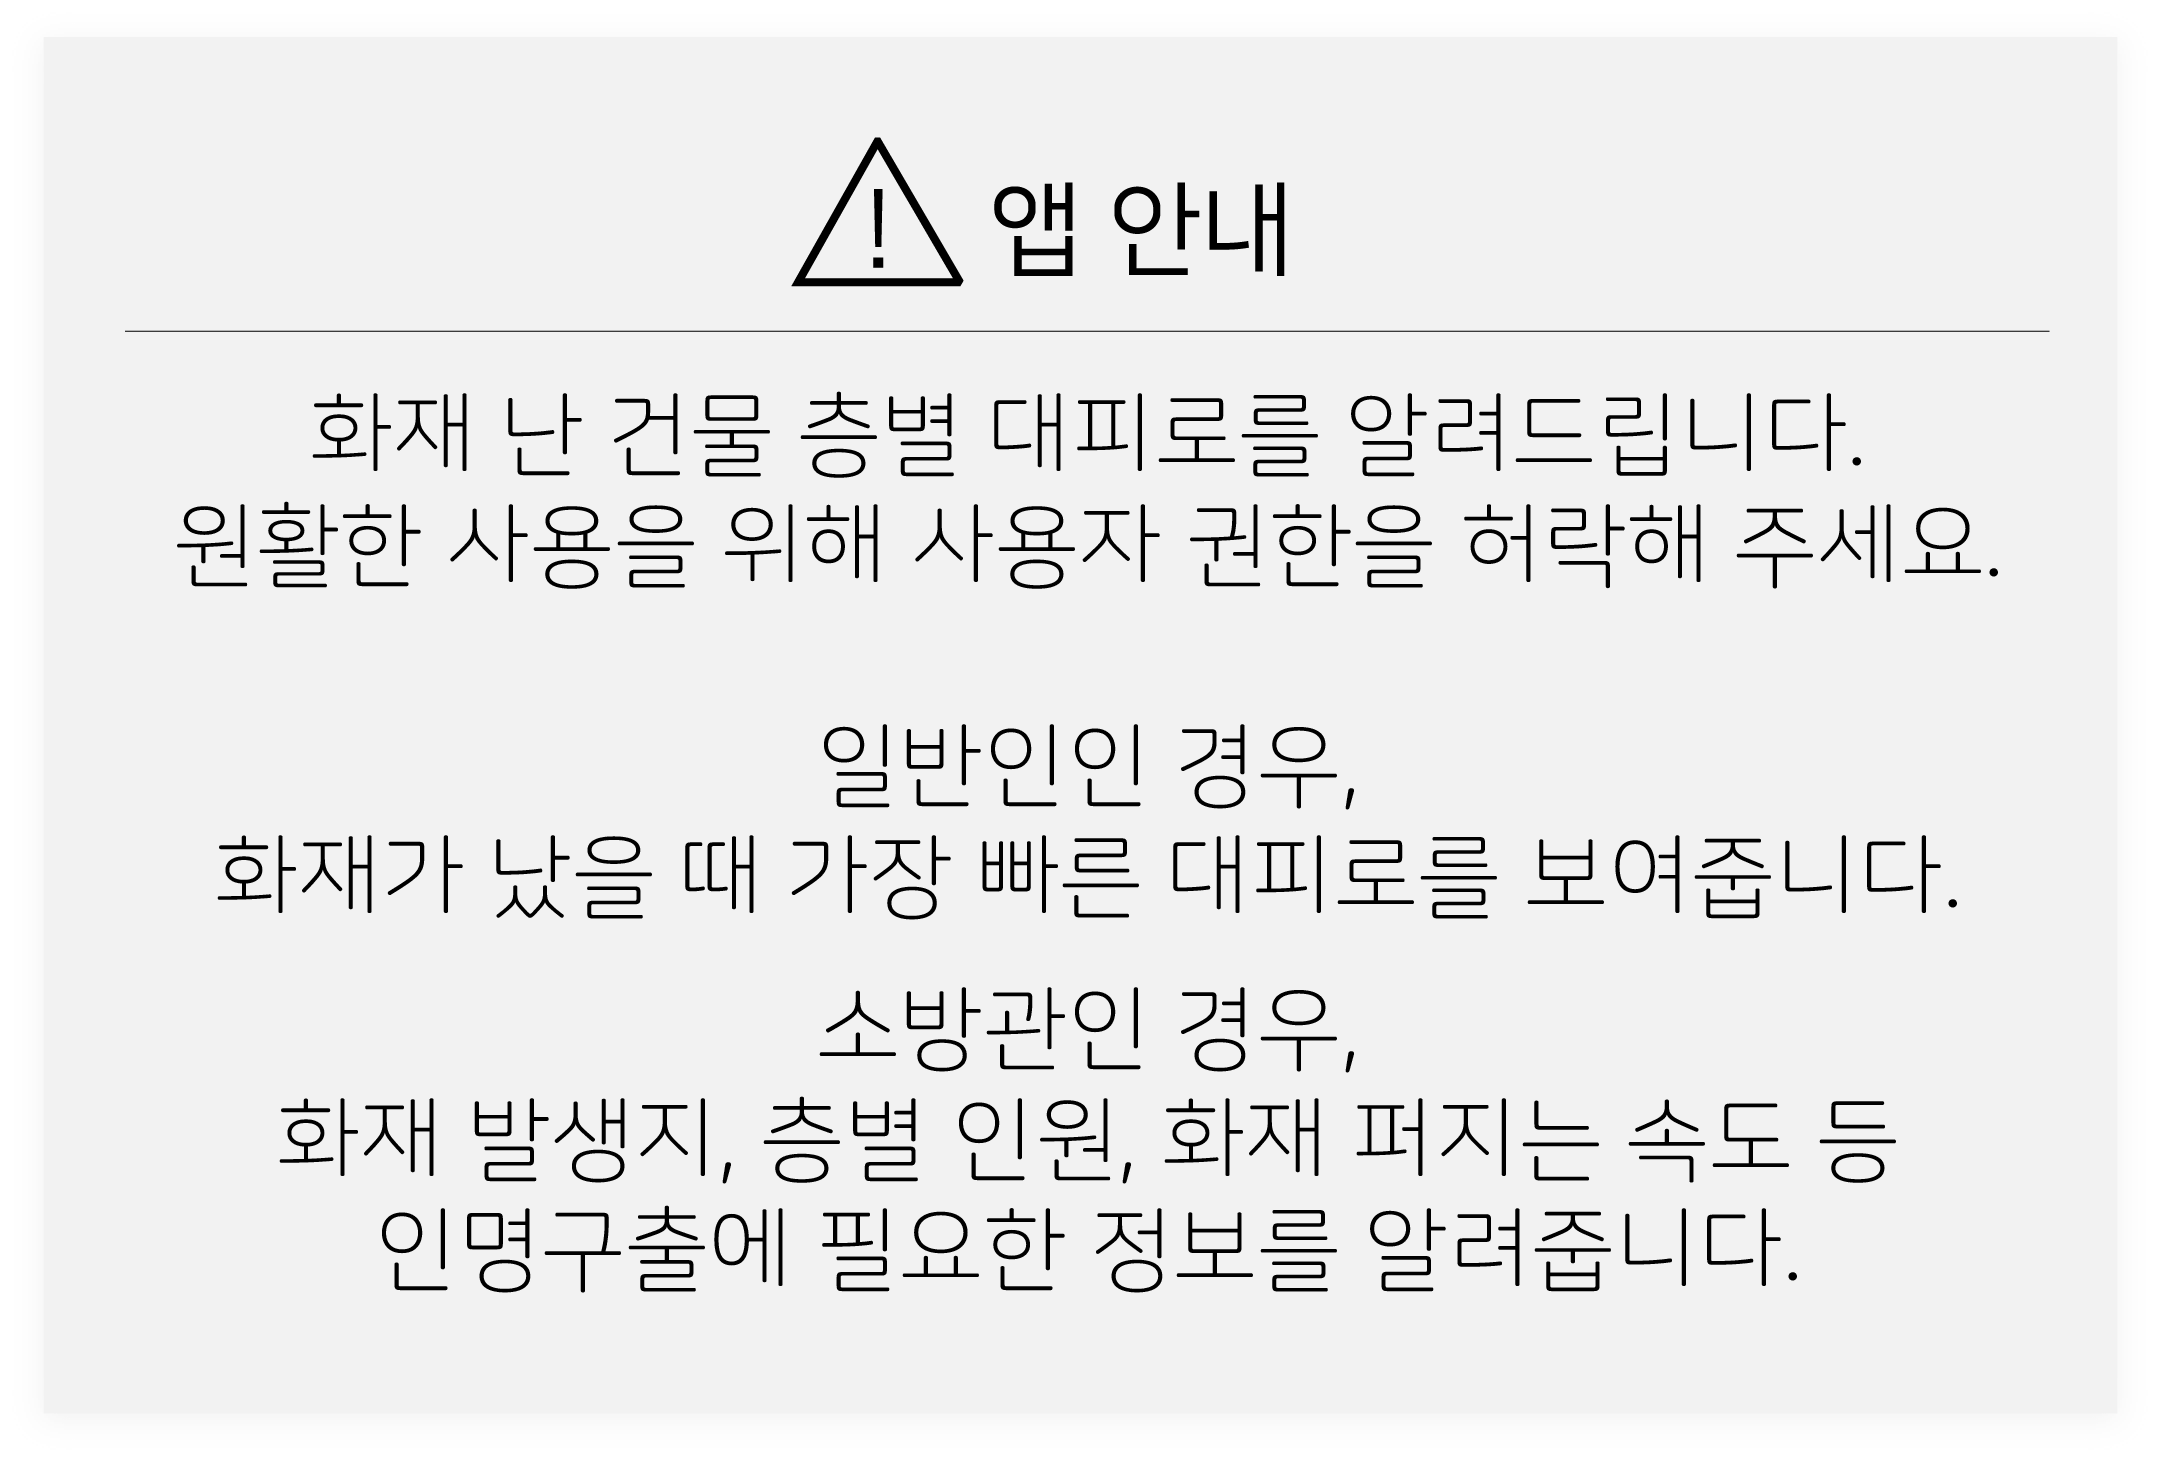 앱 안내
화재 난 건물 층별 대피로를 알려드립니다.
원활한 사용을 위해 사용자 권한을 허락해 주세요.
일반인인 경우,
화재가 났을 때 가장 빠른 대피로를 보여줍니다.
소방관인 경우,
화재 발생지, 층별 인원, 화재 퍼지는 속도 등
인명구출에 필요한 정보를 알려줍니다.